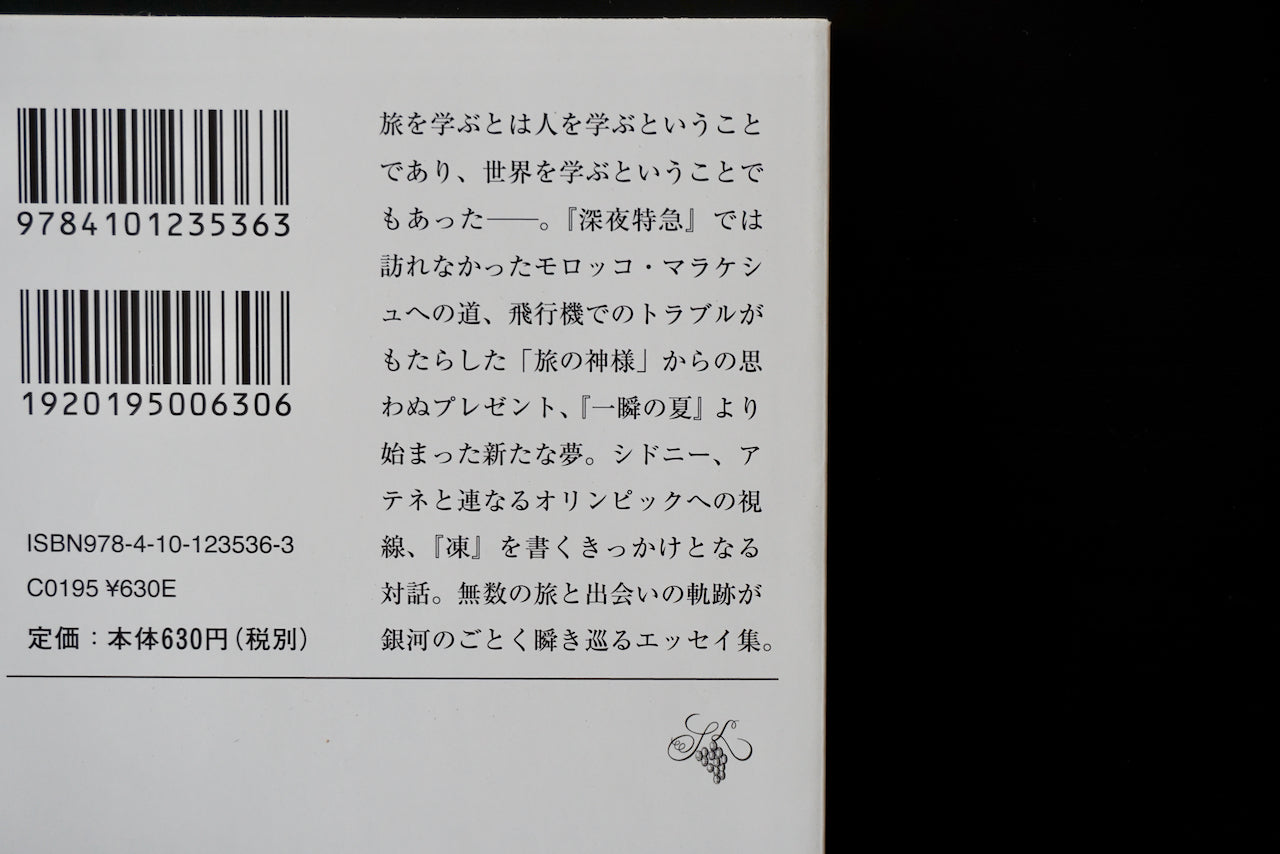 9784101235363
1920195006306
ISBN978-4-10-123536-3
C0195 ¥630E
定価：本体630円(税別)
旅を学ぶとは人を学ぶということ
であり、世界を学ぶということで
もあった——。『深夜特急』では
訪れなかったモロッコ・マラケシ
ュへの道、飛行機でのトラブルが
もたらした「旅の神様」からの思
わぬプレゼント、『一瞬の夏』より
始まった新たな夢。シドニー、ア
テネと連なるオリンピックへの視
線、『凍』を書くきっかけとなる
対話。無数の旅と出会いの軌跡が
銀河のごとく瞬き巡るエッセイ集。